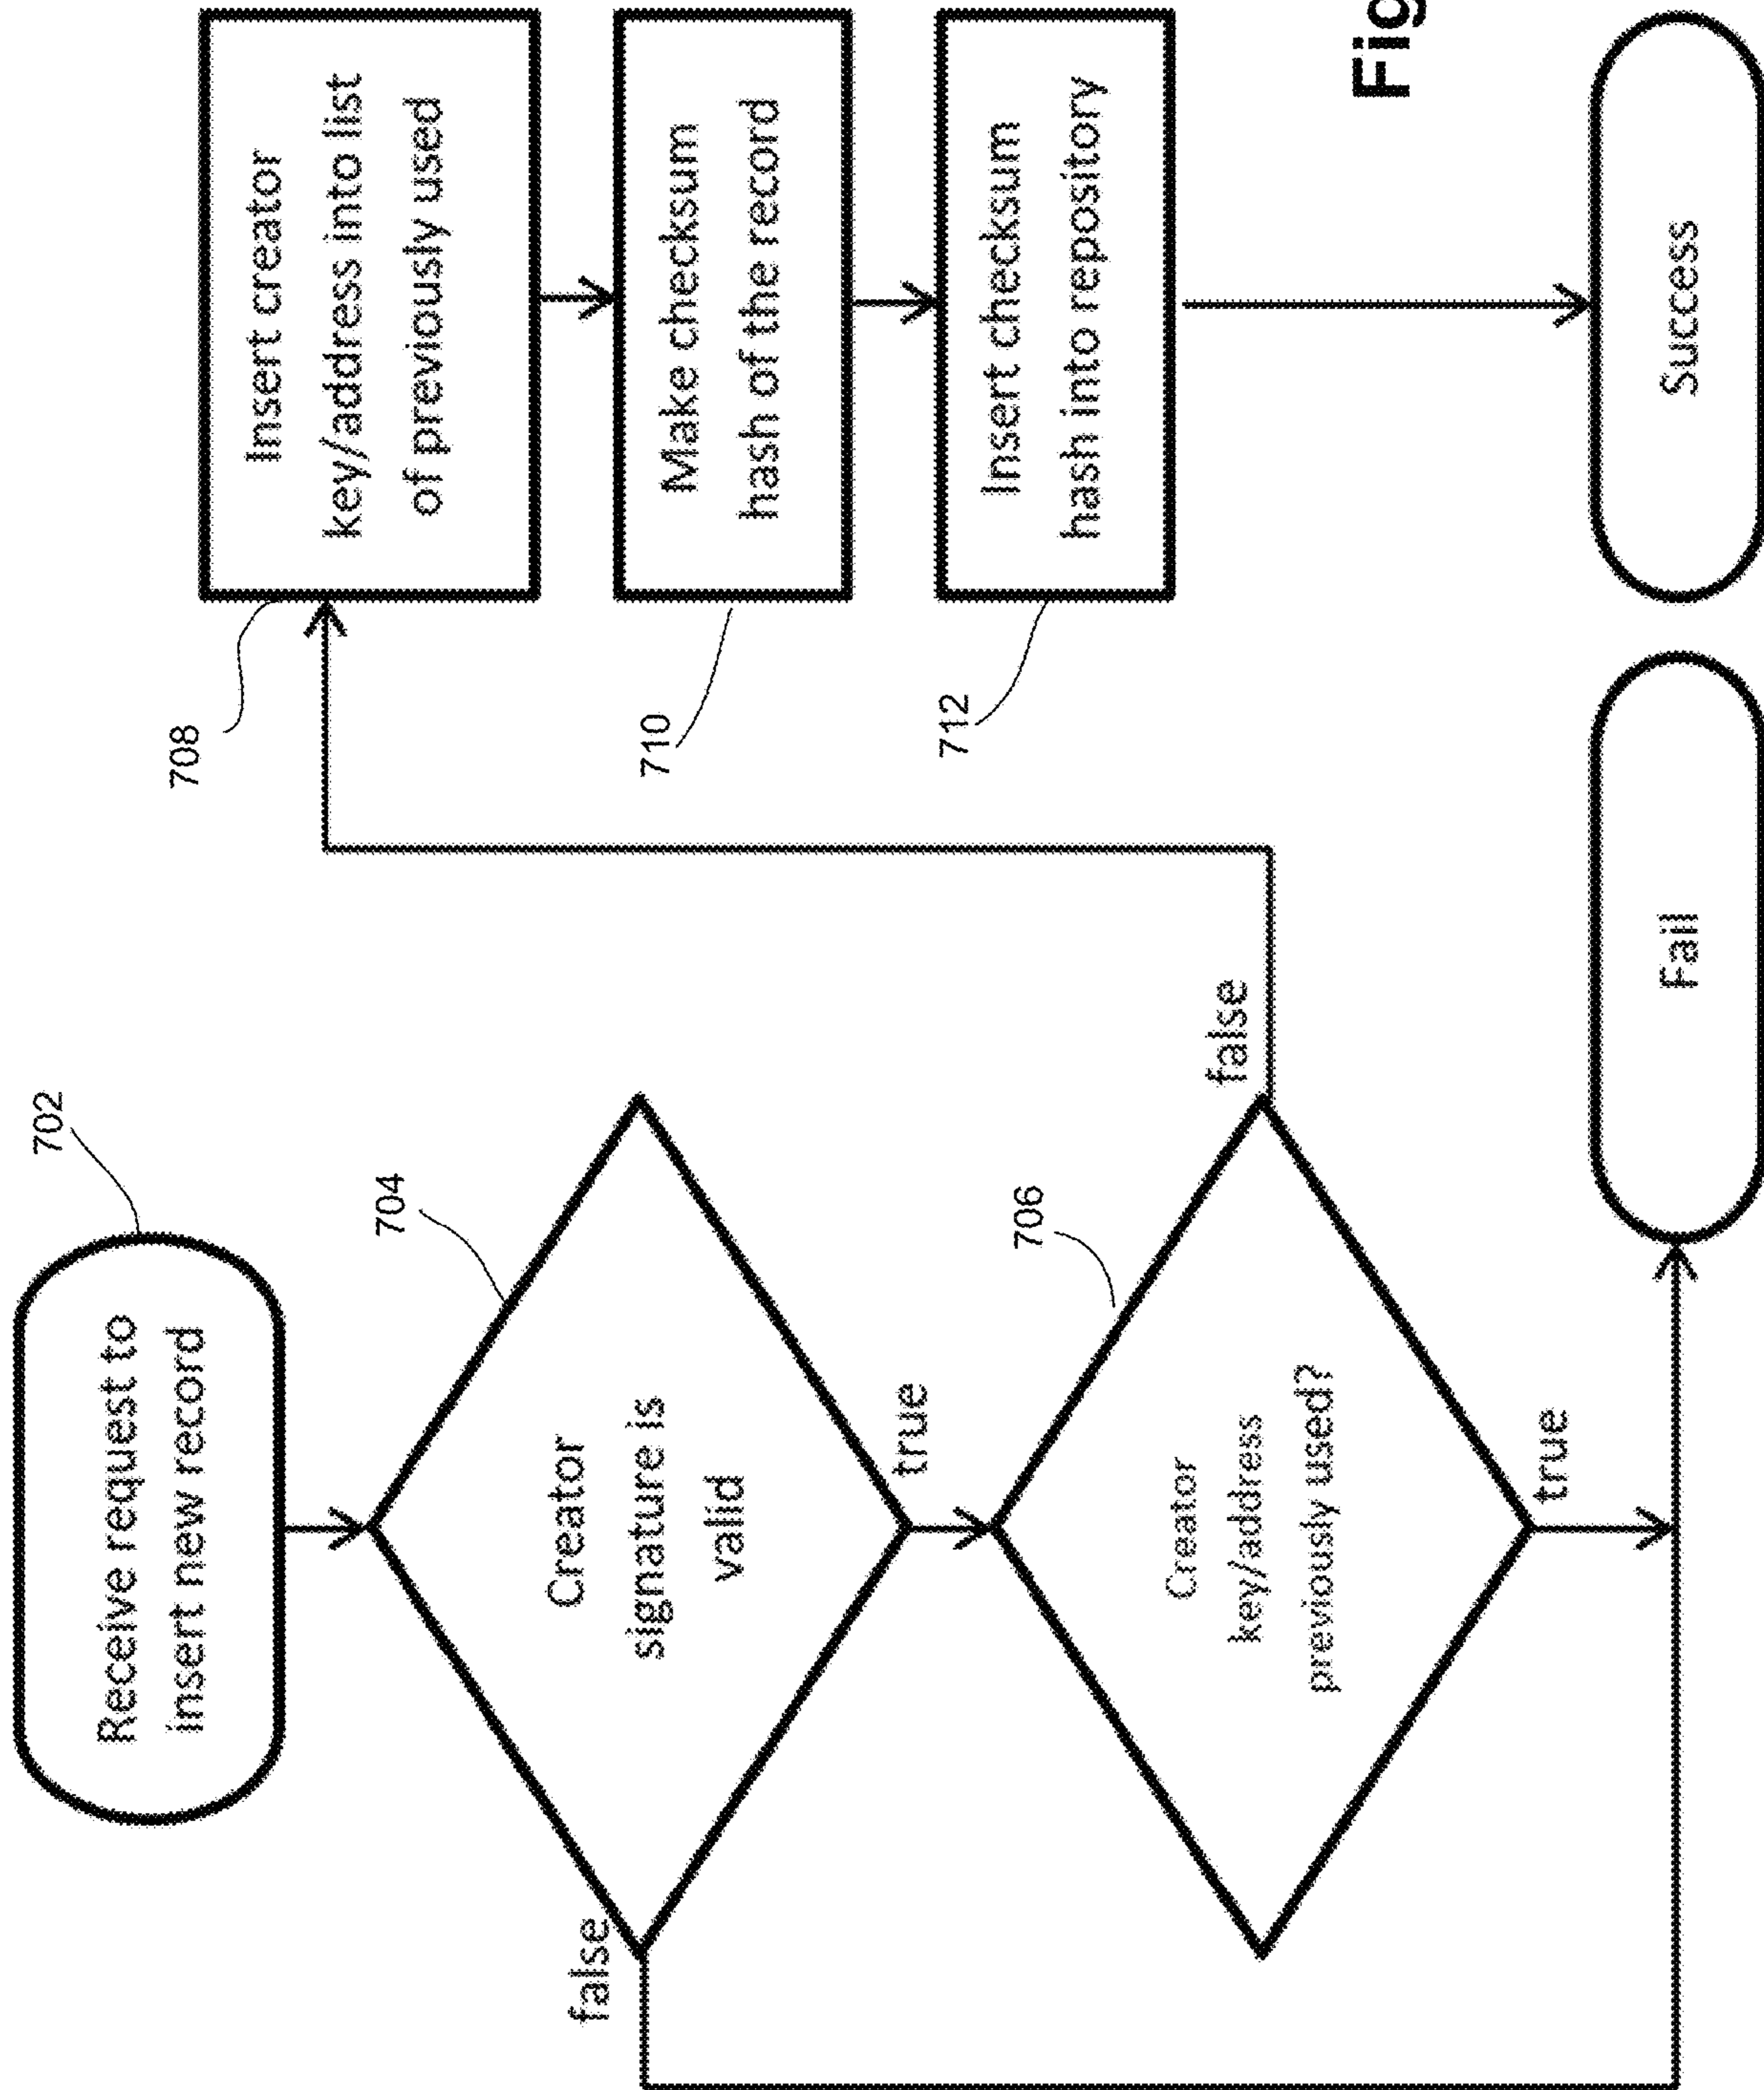 702
Receive request to
insert new record
704
Creator
signature is
valid
false
true
706
Creator
key/address
previously used?
false
true
708
Insert creator
key/address into list
of previously used
710
Make checksum
hash of the record
712
Insert checksum
hash into repository
Fail
Success
Fig